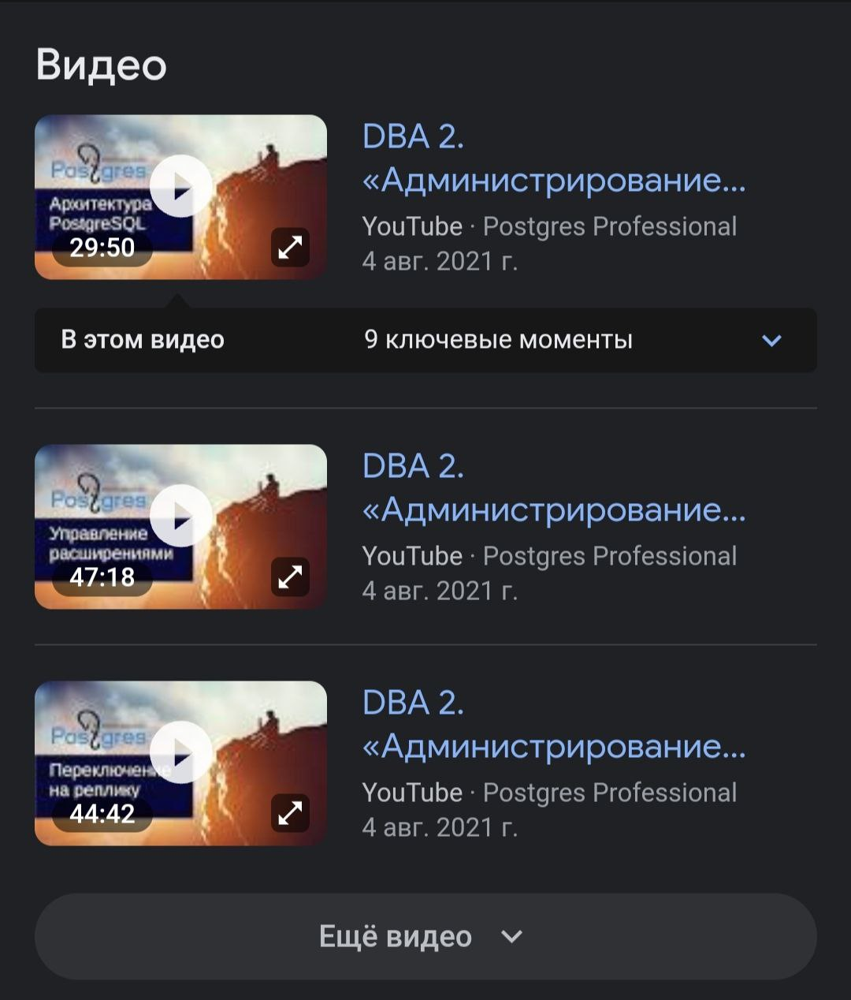 Видео
Postgres
Архитектура
PostgreSQL
29:50
DBA 2.
«Администрирование...
YouTube · Postgres Professional
4 авг. 2021 г.
В этом видео
9 ключевые моменты
Postgres
Управление
расширениями
47:18
DBA 2.
«Администрирование...
YouTube · Postgres Professional
4 авг. 2021 г.
Postgres
Переключение
на реплику
44:42
DBA 2.
«Администрирование...
YouTube · Postgres Professional
4 авг. 2021 г.
Ещё видео